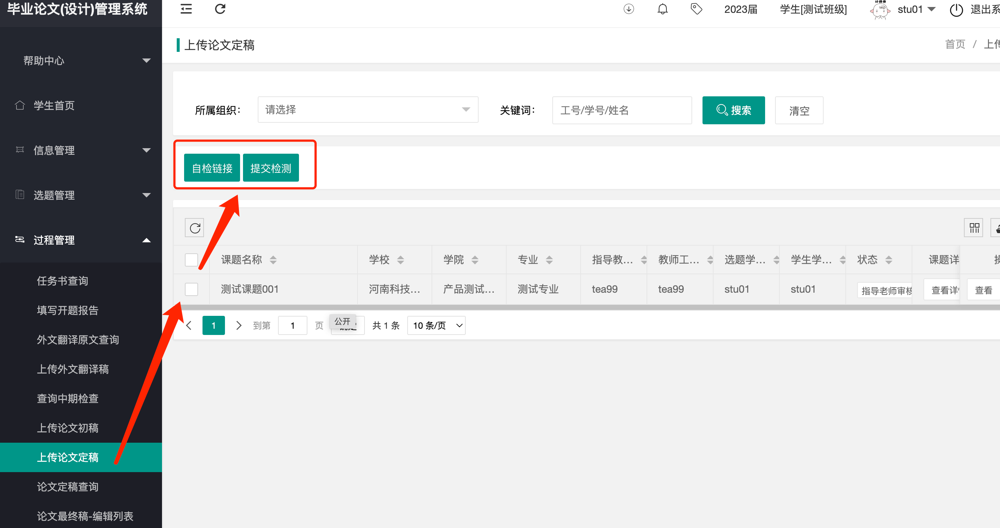 毕业论文(设计)管理系统
2023届
学生[测试班级]
好棒棒
stu01
退出系
帮助中心
学生首页
信息管理
选题管理
过程管理
任务书查询
填写开题报告
外文翻译原文查询
上传外文翻译稿
查询中期检查
上传论文初稿
上传论文定稿
论文定稿查询
论文最终稿-编辑列表
上传论文定稿
首页 / 上传
所属组织: 请选择
关键词: 工号/学号/姓名
搜索
清空
自检链接 提交检测
课题名称 学校 学院 专业 指导教... 教师工... 选题学... 学生学... 状态 课题详 操
测试课题001 河南科技... 产品测试... 测试专业 tea99 tea99 stu01 stu01 指导老师审核 查看详 查看
1 到第 1 页 公开 共 1 条 10 条/页